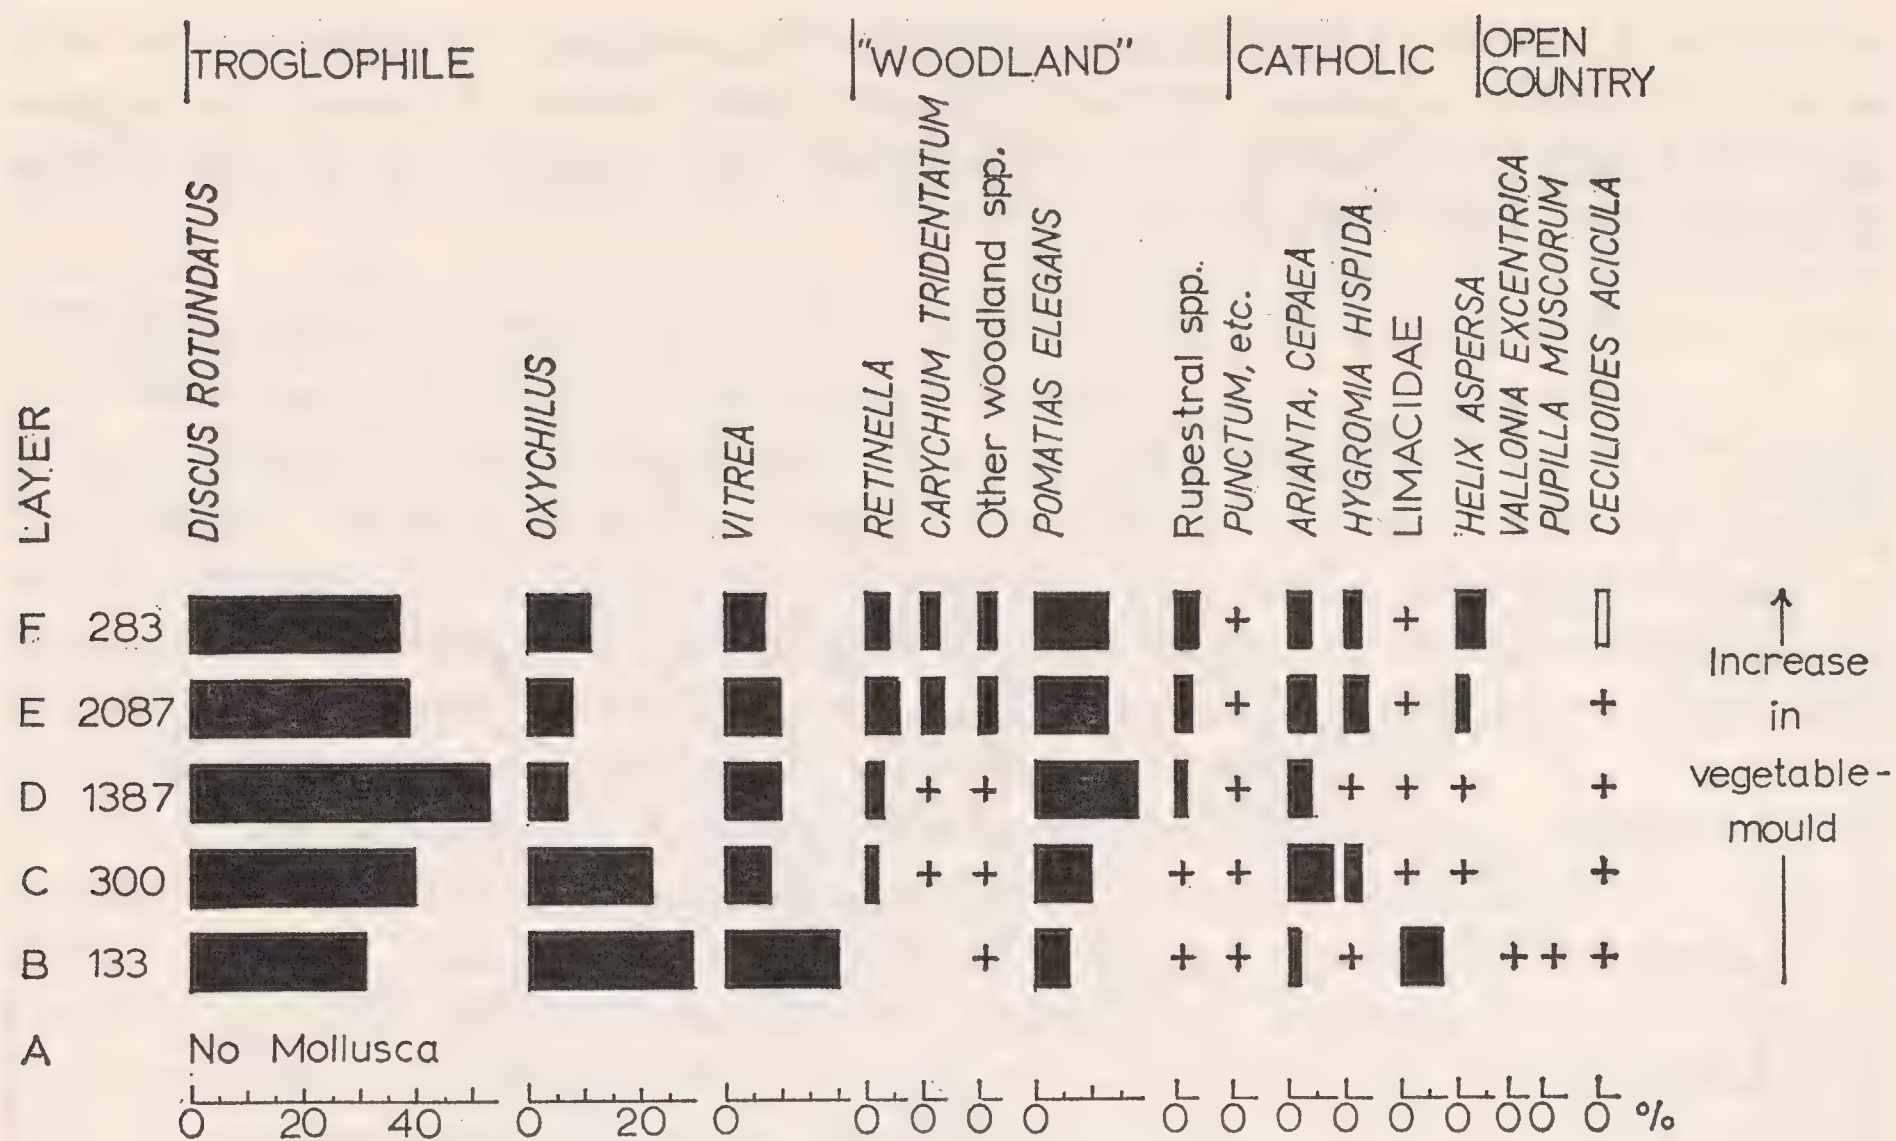 TROGLOPHILE
"WOODLAND"
CATHOLIC
OPEN
COUNTRY
LAYER
DISCUS ROTUNDATUS
OXYCHILUS
VITREA
RETINELLA
CARYCHIUM TRIDENTATUM
Other woodland spp.
POMATIAS ELEGANS
Rupestral spp.
PUNCTUM, etc.
ARIANTA, CEPAEA
HYGROMIA HISPIDA
LIMACIDAE
HELIX ASPERSA
VALLONIA EXCENTRICA
PUPILLA MUSCORUM
CECILIOIDES ACICULA
F 283 + +
E 2087 + + +
D 1387 + + + + + + +
C 300 + + + + + + +
B 133 + + + + + + +
A No Mollusca
Increase
in
vegetable-
mould
0 20 40 0 20 0 0 0 0 0 0 0 0 0 0 0 0 0 0 %